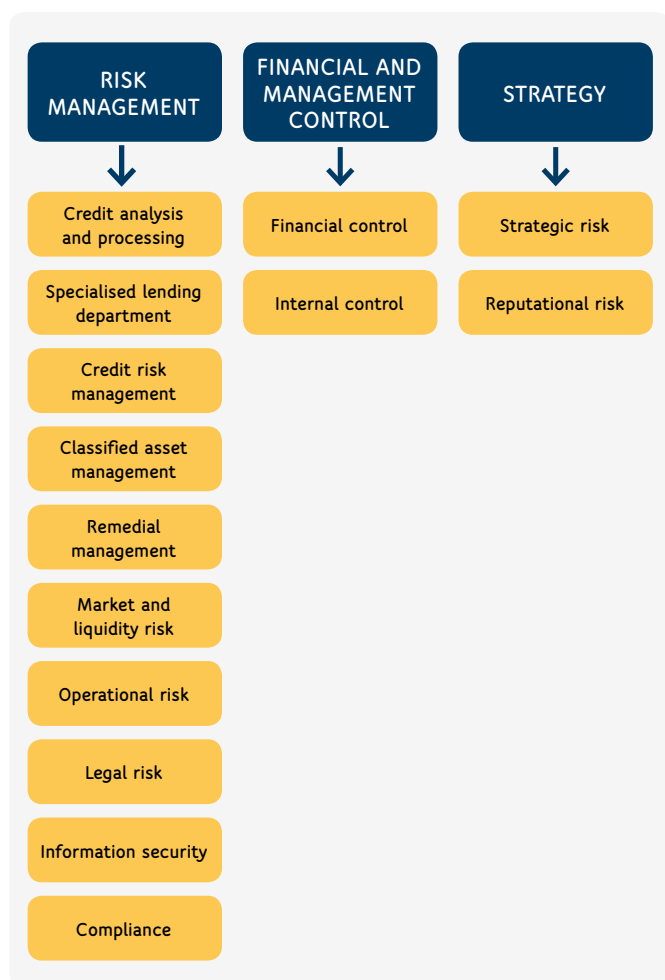 RISK
MANAGEMENT
FINANCIAL AND
MANAGEMENT
CONTROL
STRATEGY
Credit analysis
and processing
Specialised lending
department
Credit risk
management
Classified asset
management
Remedial
management
Market and
liquidity risk
Operational risk
Legal risk
Information security
Compliance
Financial control
Internal control
Strategic risk
Reputational risk